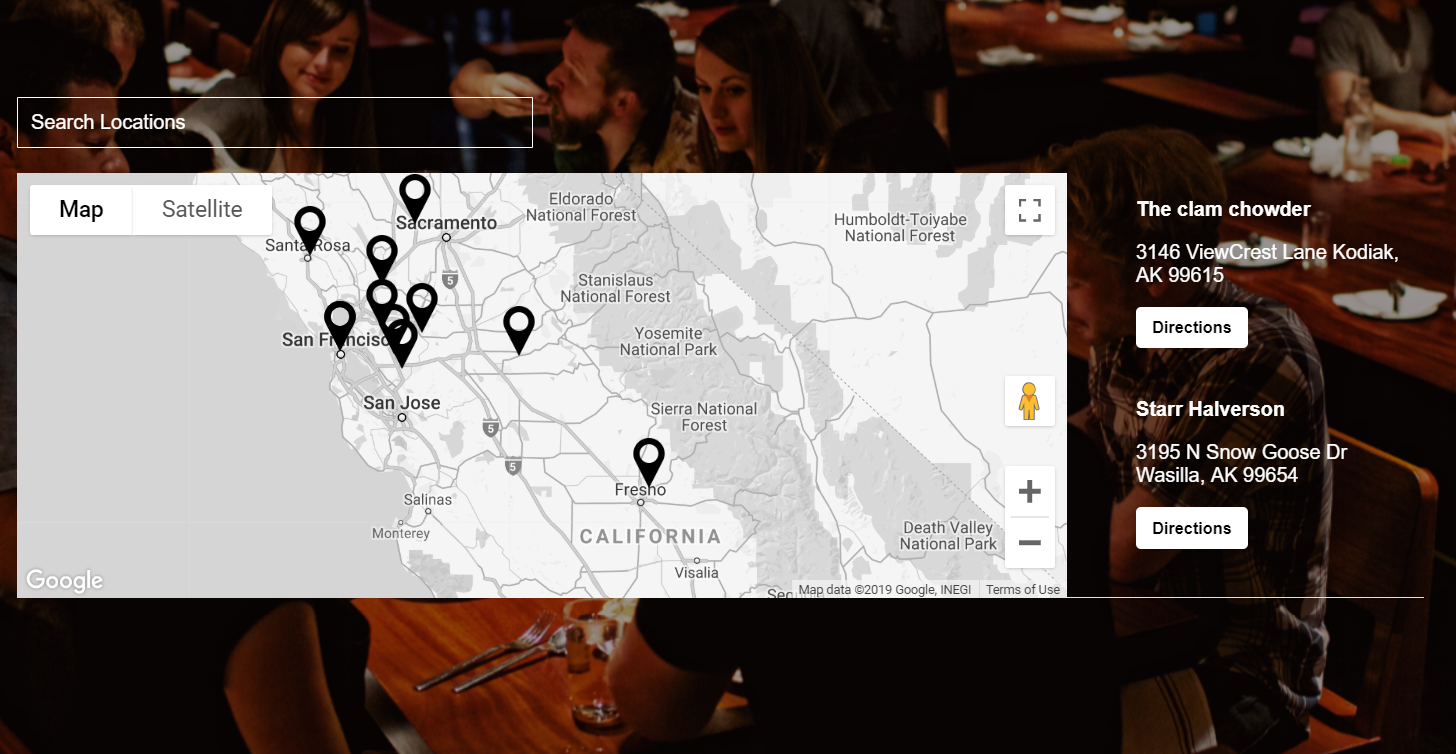 Search Locations
Map
Satellite
Sacramento
Eldorado
National Forest
Humboldt-Toiyabe
National Forest
Santa Rosa
5
Stanislaus
National Forest
San Francisco
Yosemite
National Park
San Jose
Sierra National
Forest
5
5
Fresno
Salinas
Monterey
CALIFORNIA
Death Valley
National Park
Visalia
Google
Map data ©2019 Google, INEGI
Terms of Use
The clam chowder
3146 ViewCrest Lane Kodiak,
AK 99615
Directions
Starr Halverson
3195 N Snow Goose Dr
Wasilla, AK 99654
Directions